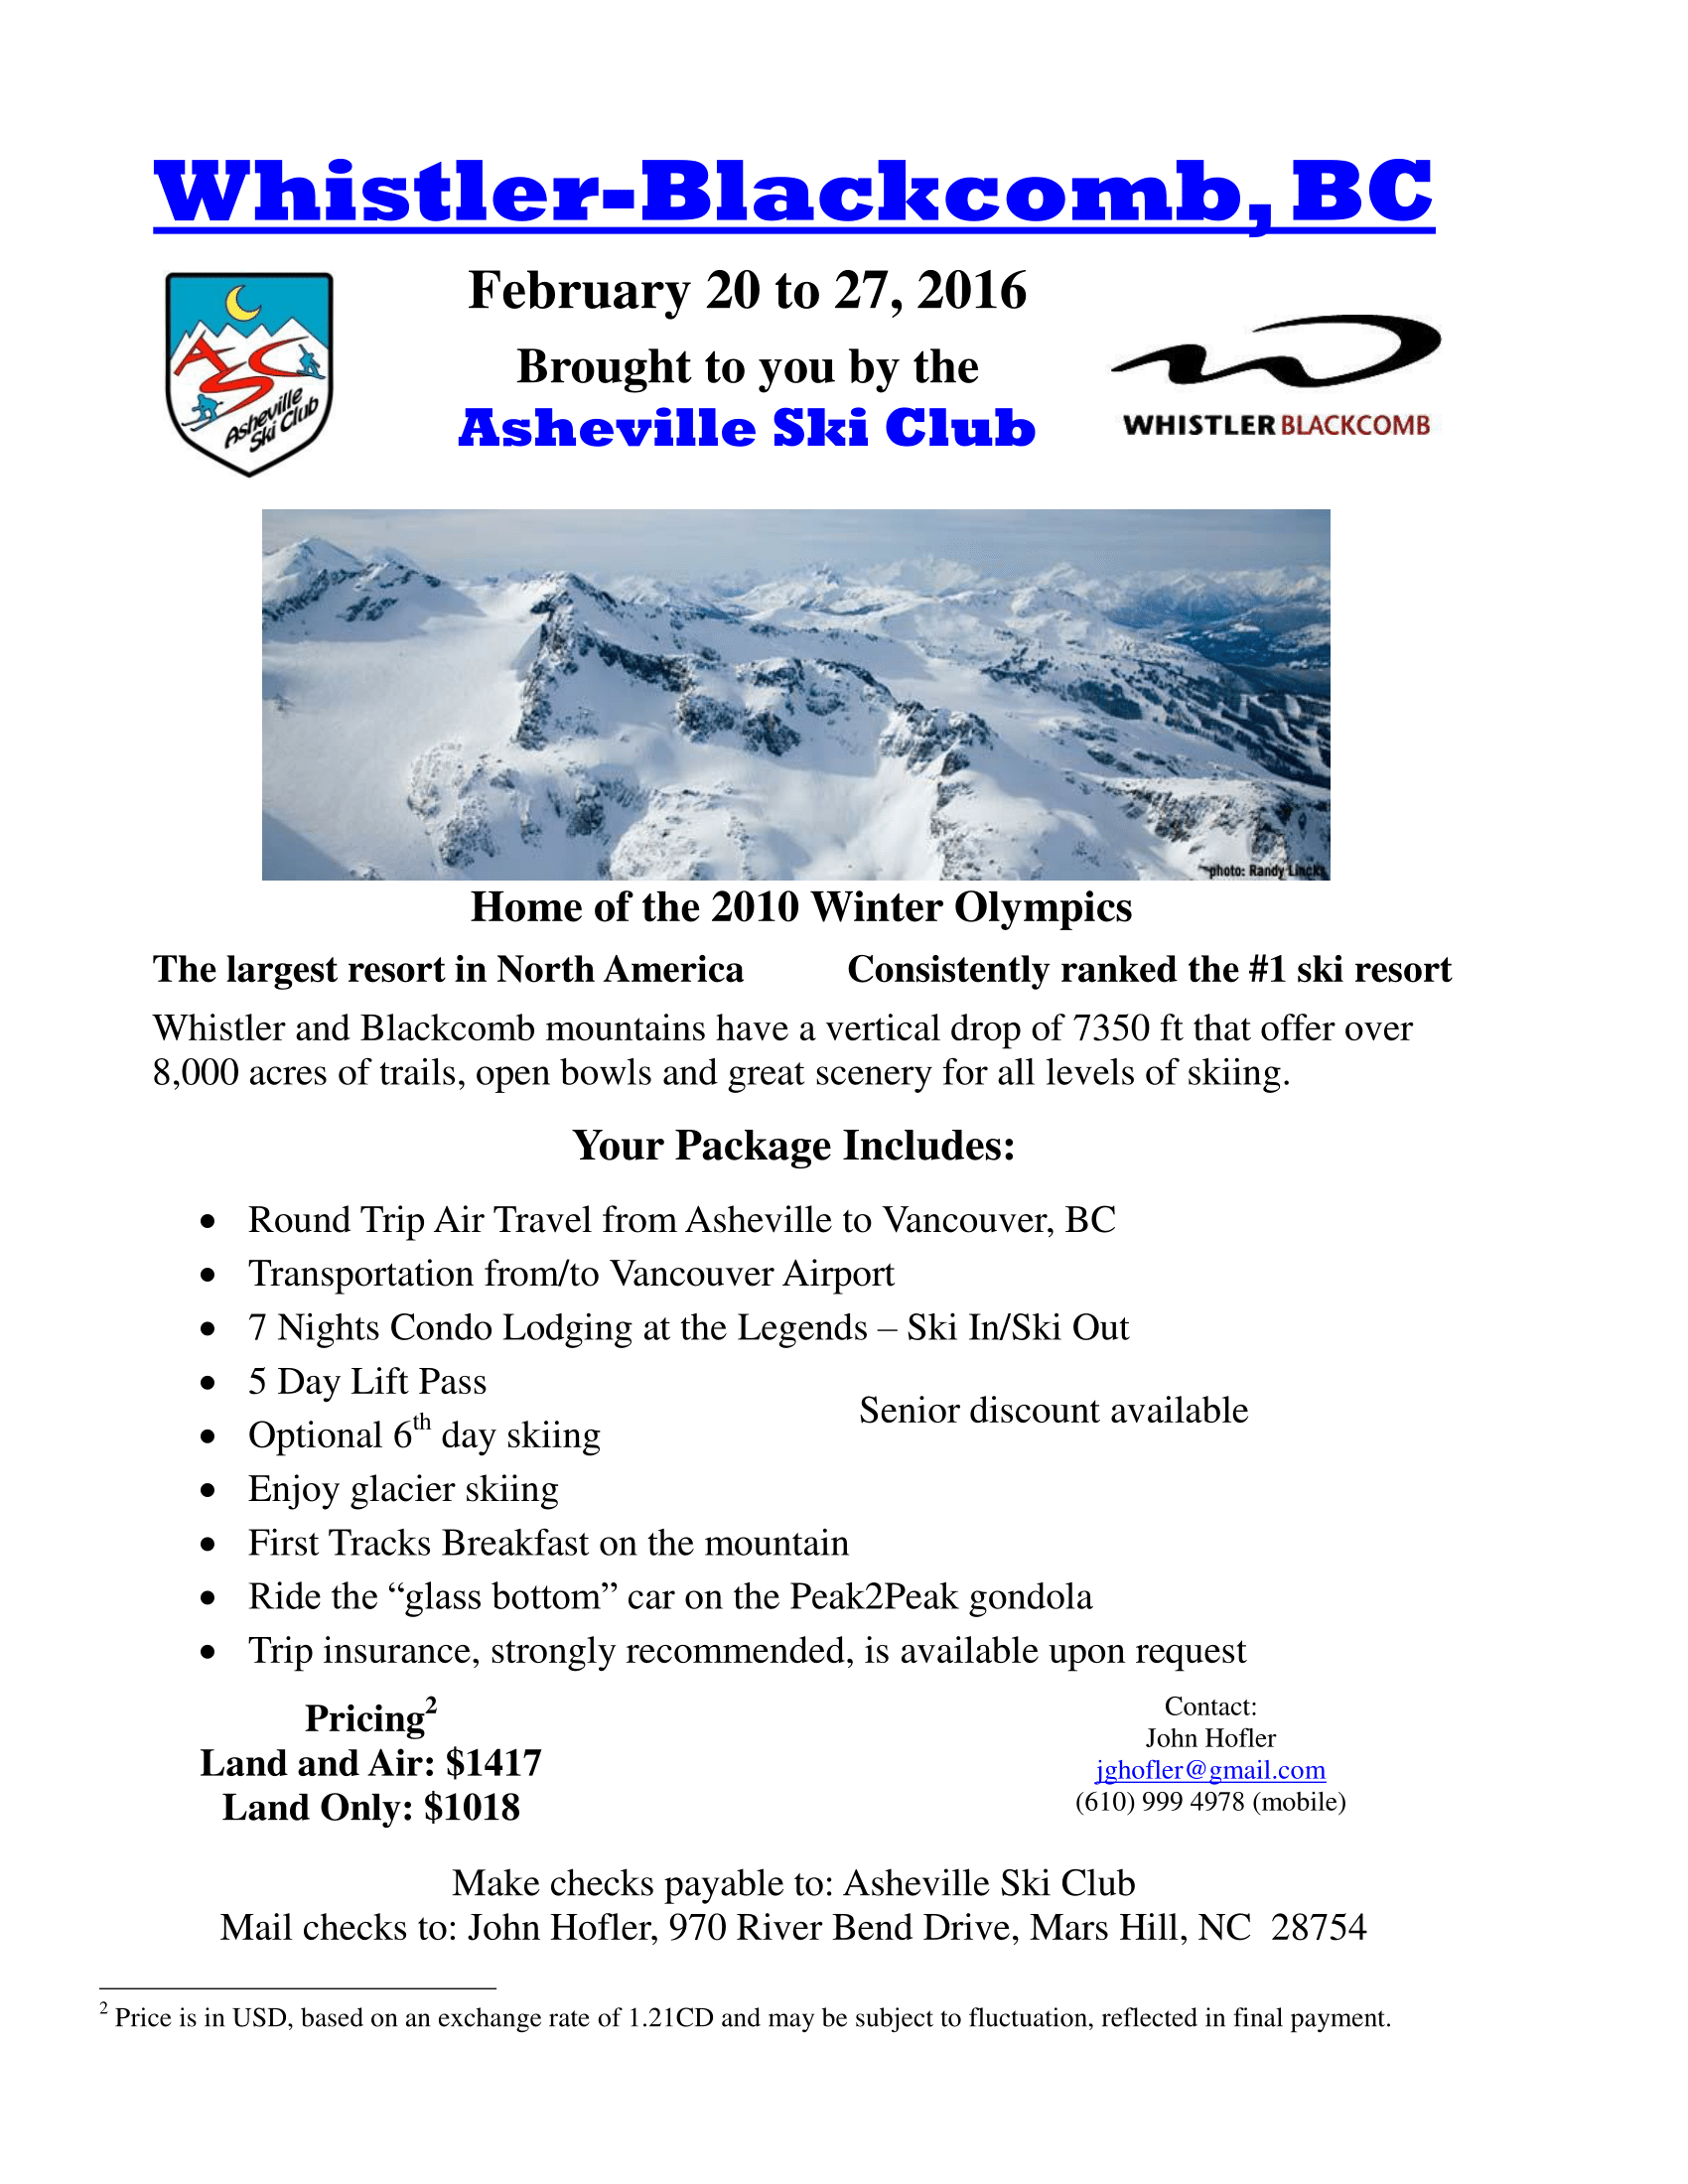 Whistler-Blackcomb, BC
February 20 to 27, 2016
Brought to you by the
Asheville Ski Club
ASC
Asheville
Ski Club
WHISTLER BLACKCOMB
photo: Randy Lincks
Home of the 2010 Winter Olympics
The largest resort in North America Consistently ranked the #1 ski resort
Whistler and Blackcomb mountains have a vertical drop of 7350 ft that offer over
8,000 acres of trails, open bowls and great scenery for all levels of skiing.
Your Package Includes:
• Round Trip Air Travel from Asheville to Vancouver, BC
• Transportation from/to Vancouver Airport
• 7 Nights Condo Lodging at the Legends – Ski In/Ski Out
• 5 Day Lift Pass
Senior discount available
• Optional 6th day skiing
• Enjoy glacier skiing
• First Tracks Breakfast on the mountain
• Ride the “glass bottom” car on the Peak2Peak gondola
• Trip insurance, strongly recommended, is available upon request
Pricing2
Land and Air: $1417
Land Only: $1018
Contact:
John Hofler
jghofler@gmail.com
(610) 999 4978 (mobile)
Make checks payable to: Asheville Ski Club
Mail checks to: John Hofler, 970 River Bend Drive, Mars Hill, NC 28754
2 Price is in USD, based on an exchange rate of 1.21CD and may be subject to fluctuation, reflected in final payment.